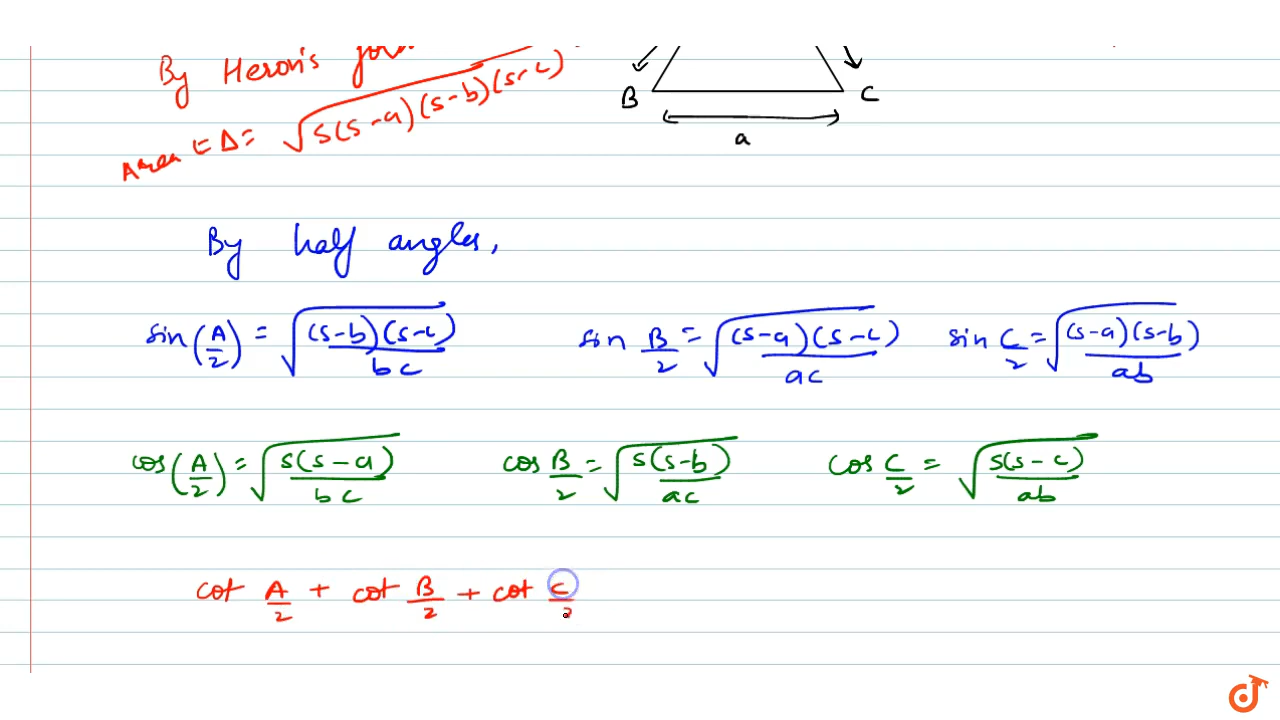 By Heron's
Area = Δ = √s(s-a)(s-b)(s-c)
B C
a
By half angles,
sin(A/2) = √(s-b)(s-c)/bc sin B/2 = √(s-a)(s-c)/ac sin C/2 = √(s-a)(s-b)/ab
cos(A/2) = √s(s-a)/bc cos B/2 = √s(s-b)/ac cos C/2 = √s(s-c)/ab
cot A/2 + cot B/2 + cot C/2